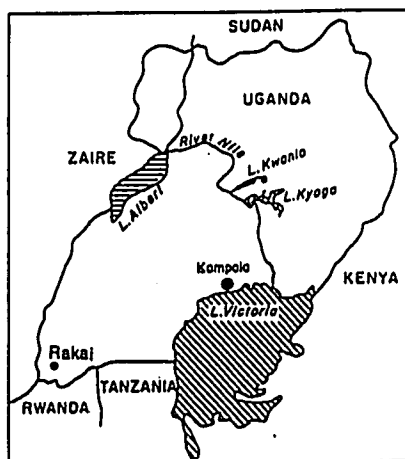 SUDAN
UGANDA
River Nile
ZAIRE
L.Kwania
L.Kyoga
L.Albert
Kampala
KENYA
L.Victoria
Rakai
TANZANIA
RWANDA